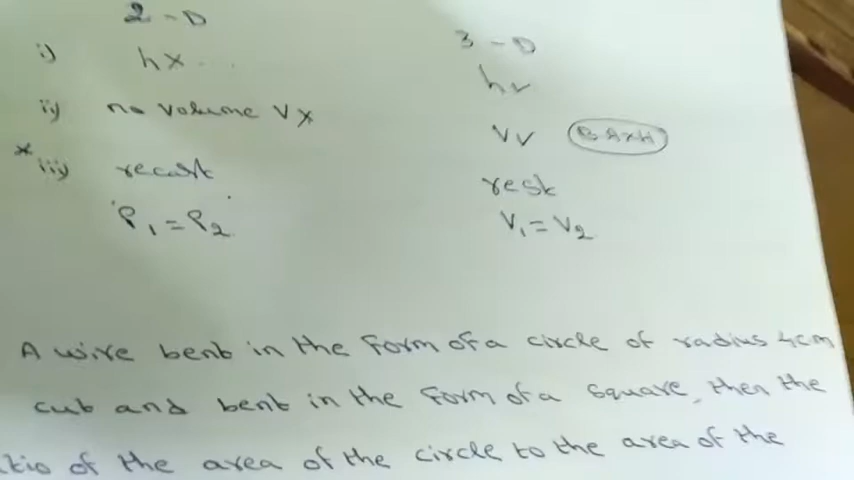 2-D
3-D
i) h x ..
h✓
ii) no volume V x
V✓ B.A×H
* iii) recast
P₁ = P₂
V₁ = V₂
A wire bent in the form of a circle of radius 4cm
cut and bent in the form of a square, then the
tio of the area of the circle to the area of the